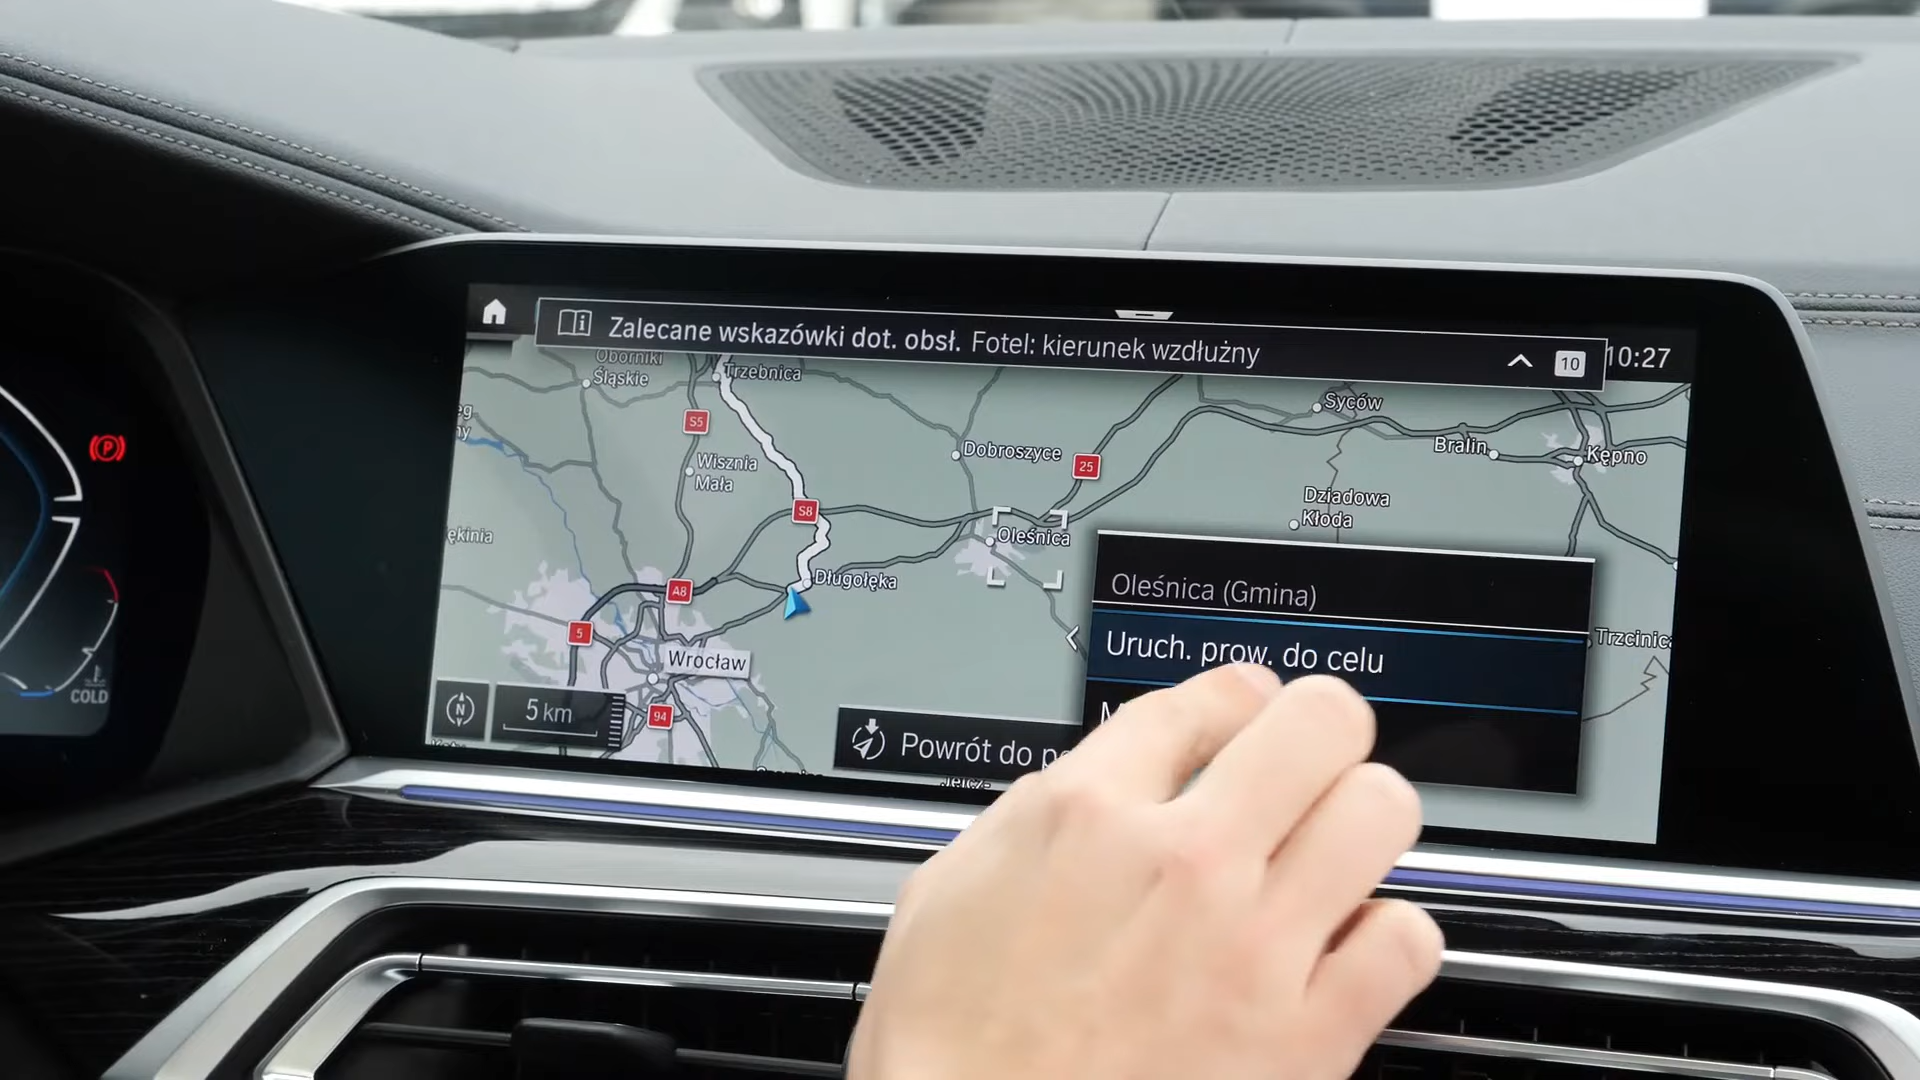 Zalecane wskazówki dot. obsł. Fotel: kierunek wzdłużny
10
10:27
Oborniki
Śląskie
Trzebnica
S5
Syców
Bralin
Kępno
Dobroszyce
25
Wisznia
Mała
S8
Dziadowa
Kłoda
Oleśnica
Długołęka
A8
5
Wrocław
94
Trzcinica
Oleśnica (Gmina)
Uruch. prow. do celu
N
5 km
Powrót do
P
COLD